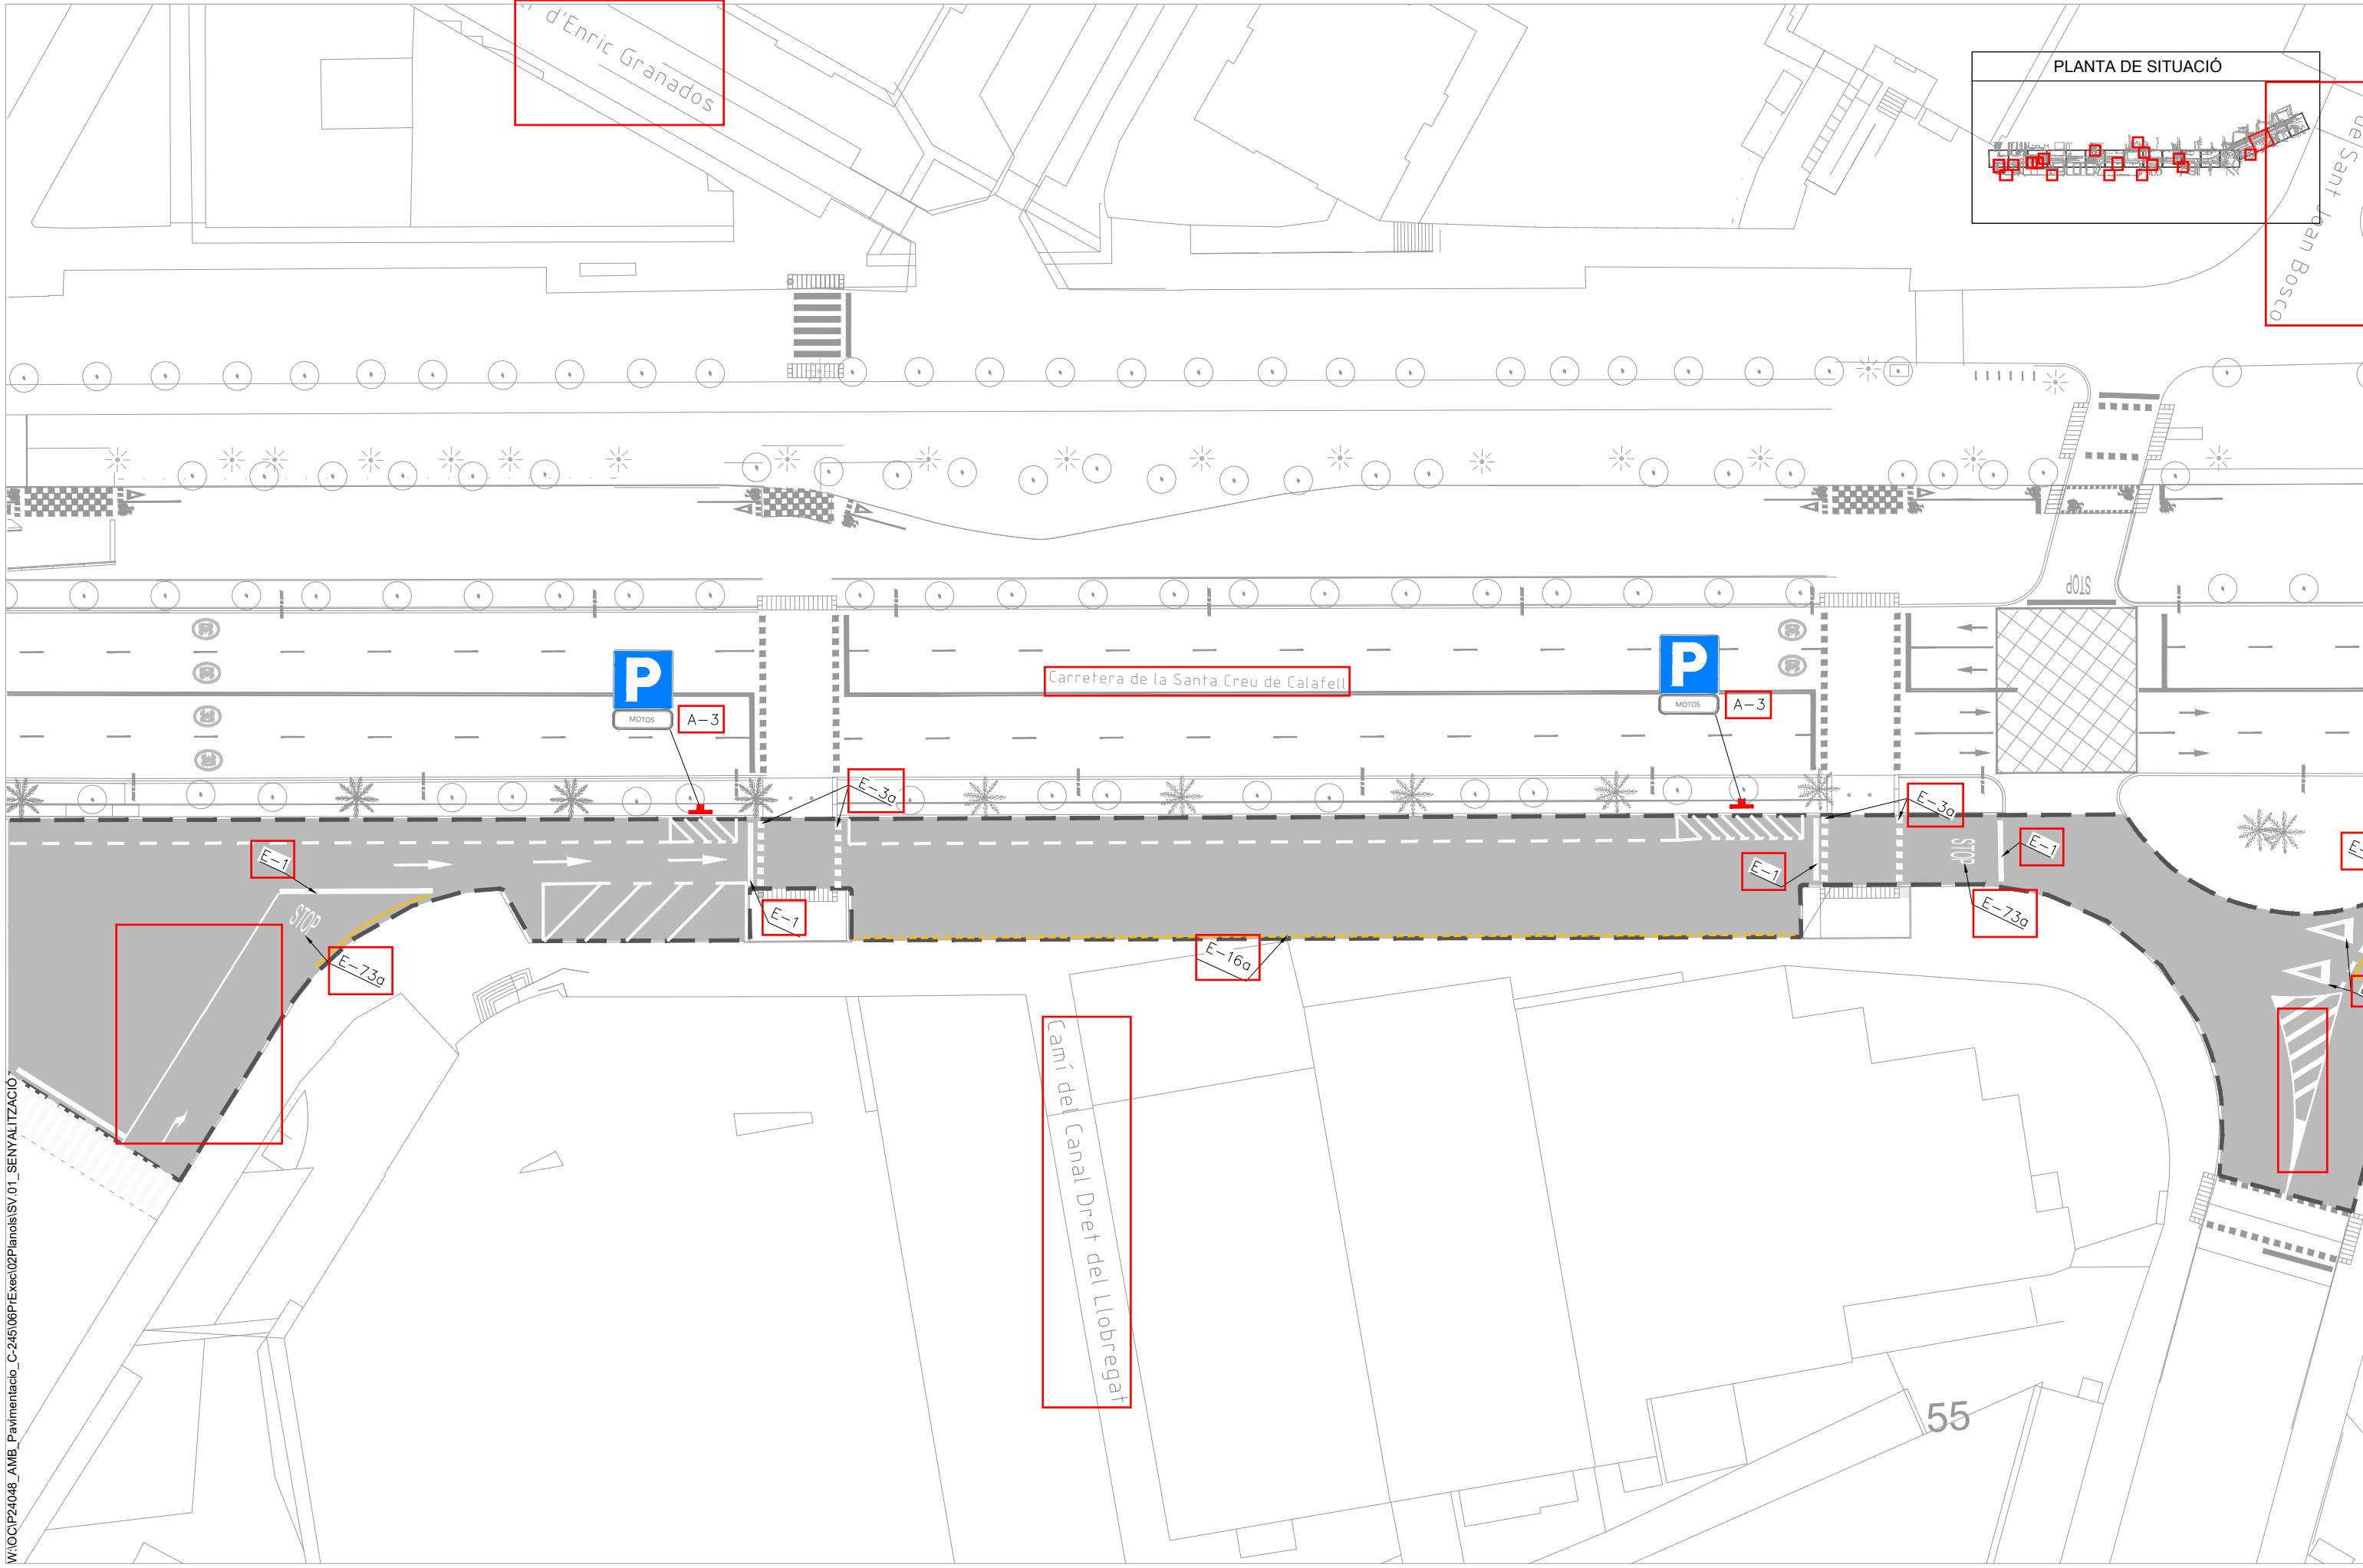 d'Enric Granados
PLANTA DE SITUACIÓ
de Sant Joan Bosco
STOP
P
MOTOS
A-3
Carretera de la Santa Creu de Calafell
P
MOTOS
A-3
E-3a
E-3a
E-1
E-1
E-1
E-1
STOP
STOP
E-73a
E-73a
E-16a
Camí del Canal Dret del Llobregat
55
W:\OC\P24048_AMB_Pavimentacio_C-245\06PrExec\02Planols\SV.01_SENYALITZACIÓ